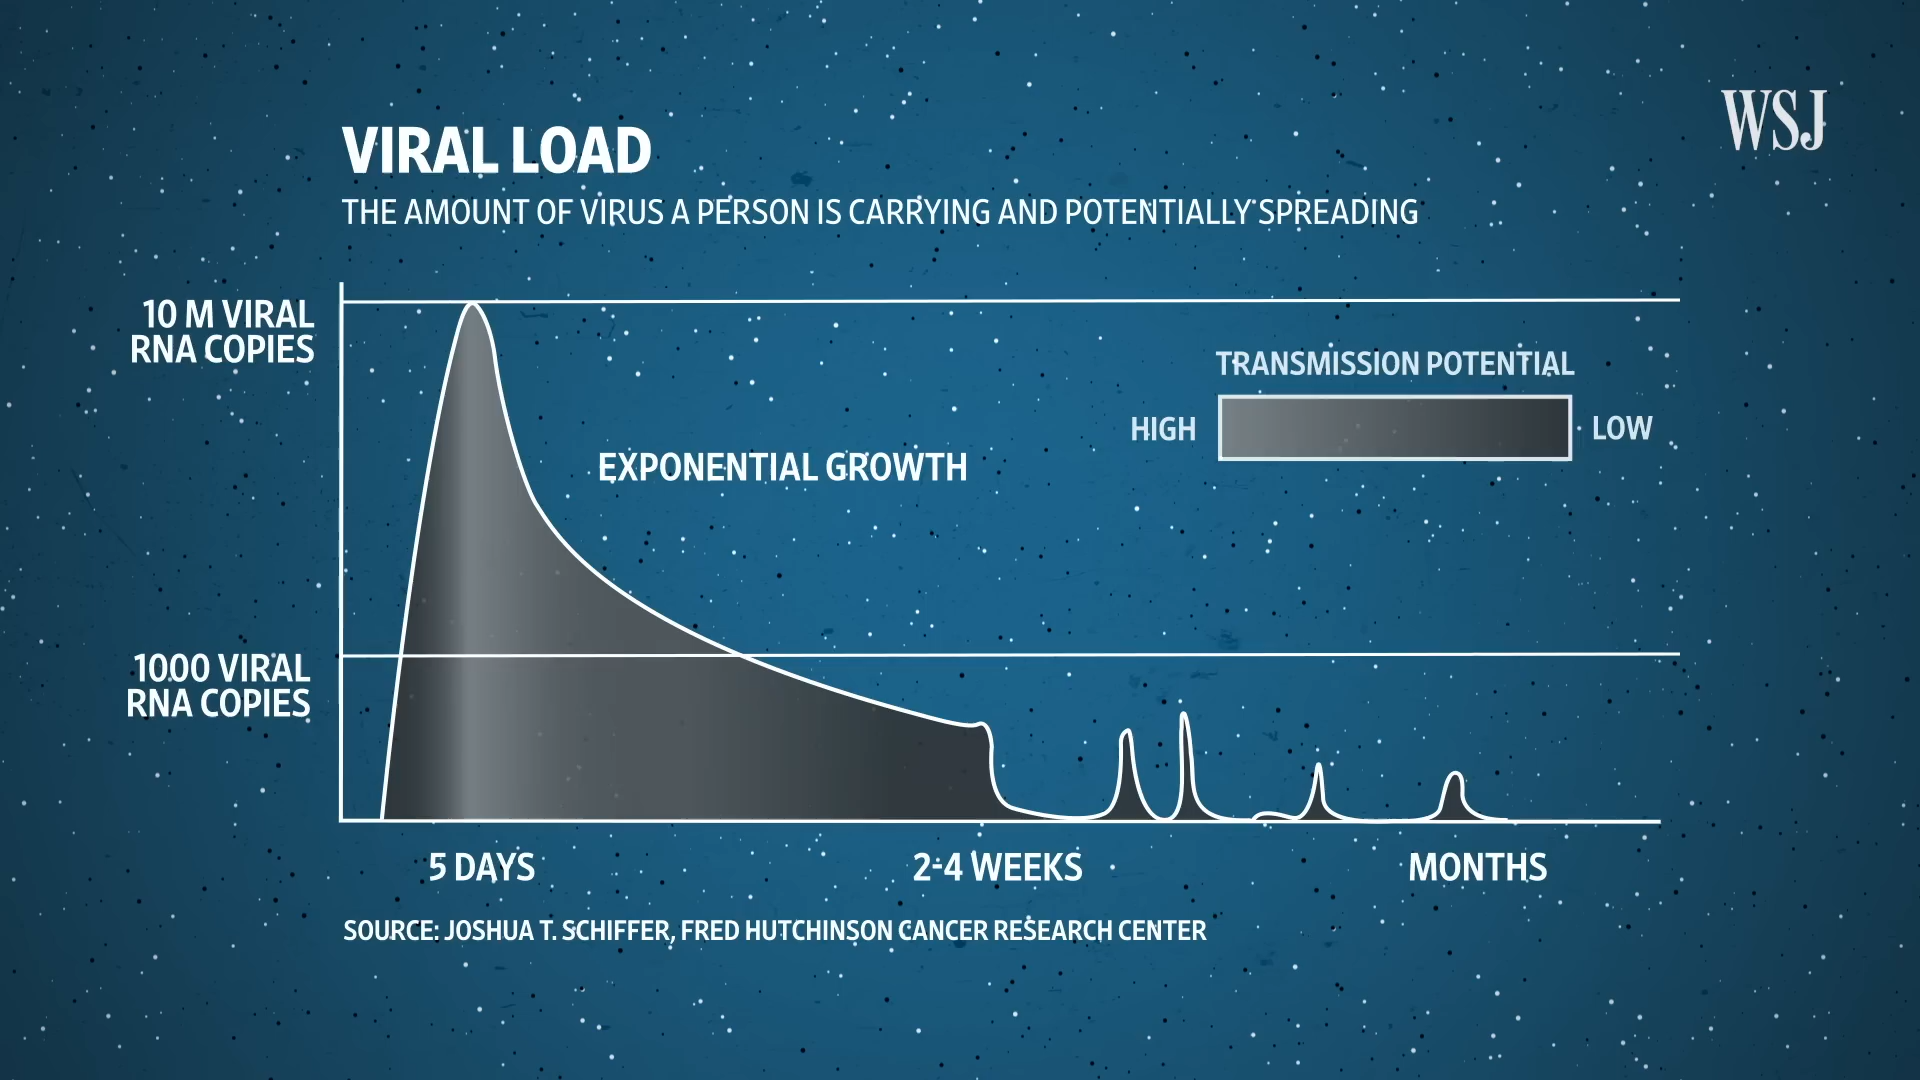 WSJ
VIRAL LOAD
THE AMOUNT OF VIRUS A PERSON IS CARRYING AND POTENTIALLY SPREADING
10 M VIRAL
RNA COPIES
TRANSMISSION POTENTIAL
HIGH
LOW
EXPONENTIAL GROWTH
1000 VIRAL
RNA COPIES
5 DAYS
2-4 WEEKS
MONTHS
SOURCE: JOSHUA T. SCHIFFER, FRED HUTCHINSON CANCER RESEARCH CENTER